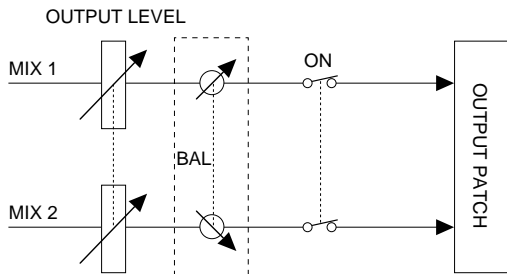 OUTPUT LEVEL
MIX 1
ON
BAL
MIX 2
OUTPUT PATCH